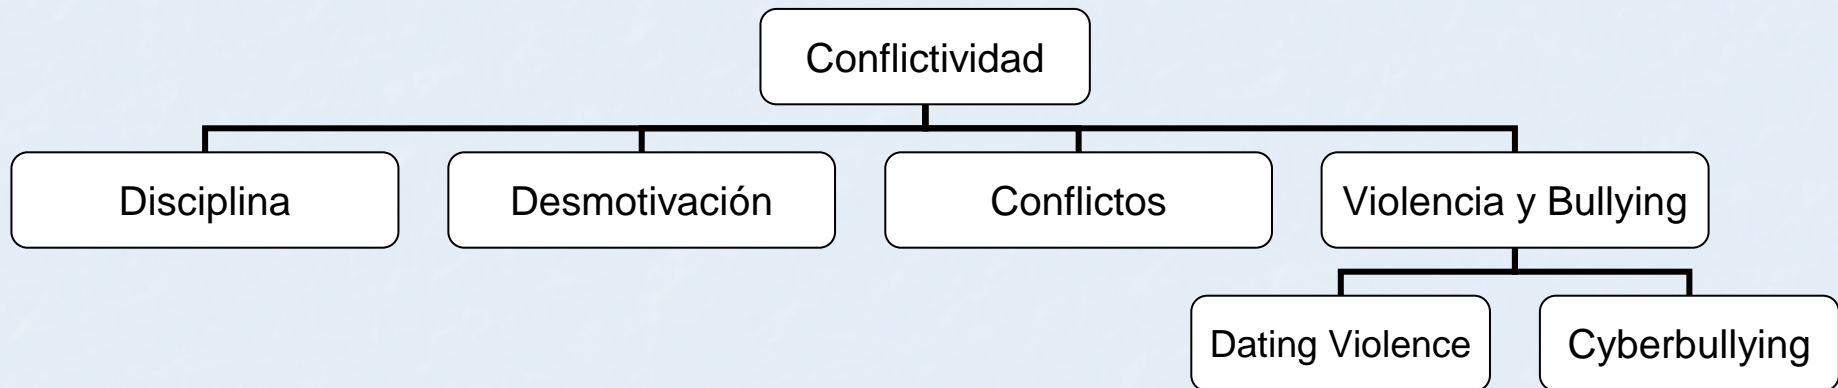 Conflictividad
Disciplina
Desmotivación
Conflictos
Violencia y Bullying
Dating Violence
Cyberbullying